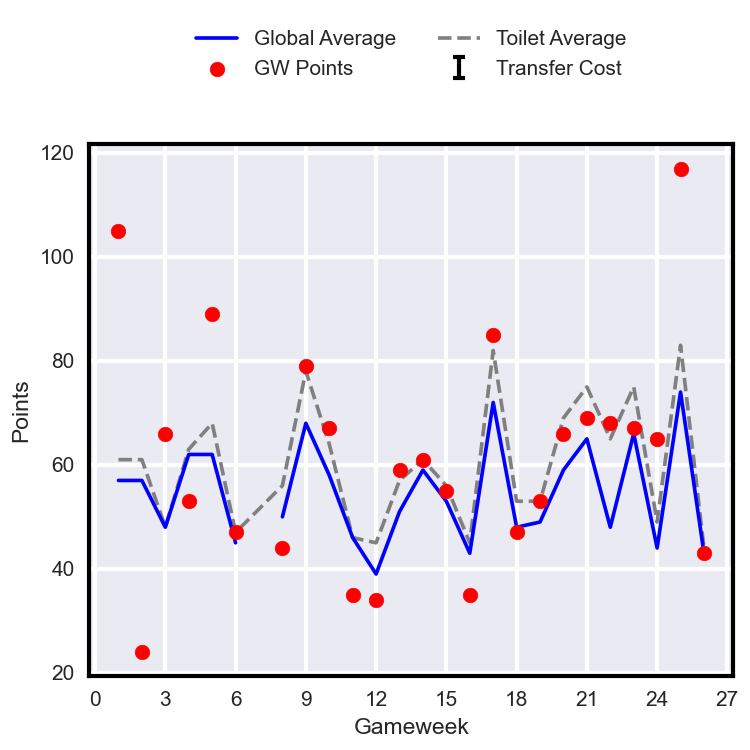 Global Average
Toilet Average
GW Points
Transfer Cost
120
100
80
60
40
20
Points
0 3 6 9 12 15 18 21 24 27
Gameweek